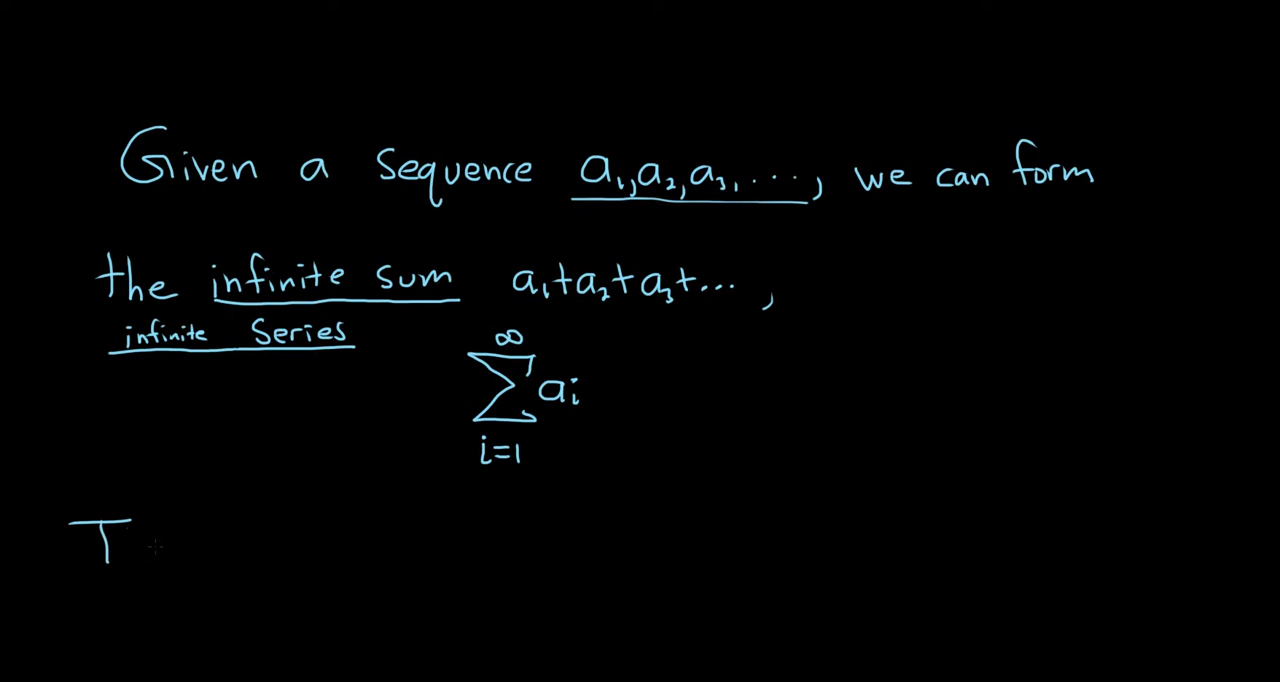 Given a sequence a₁,a₂,a₃,..., we can form
the infinite sum a₁+a₂+a₃+...,
infinite Series
∞
∑ aᵢ
i=1
T